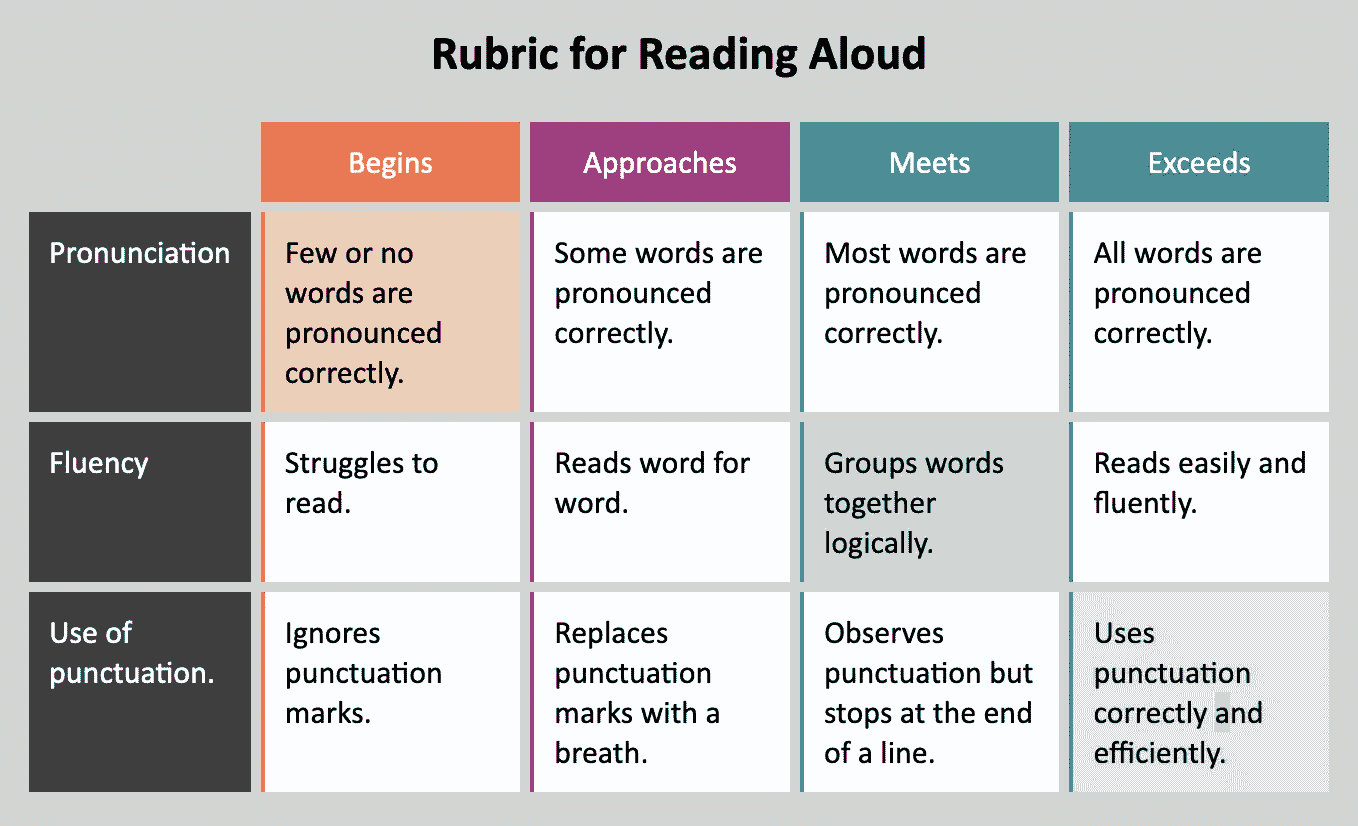 Rubric for Reading Aloud
Begins
Approaches
Meets
Exceeds
Pronunciation
Few or no
words are
pronounced
correctly.
Some words are
pronounced
correctly.
Most words are
pronounced
correctly.
All words are
pronounced
correctly.
Fluency
Struggles to
read.
Reads word for
word.
Groups words
together
logically.
Reads easily and
fluently.
Use of
punctuation.
Ignores
punctuation
marks.
Replaces
punctuation
marks with a
breath.
Observes
punctuation but
stops at the end
of a line.
Uses
punctuation
correctly and
efficiently.